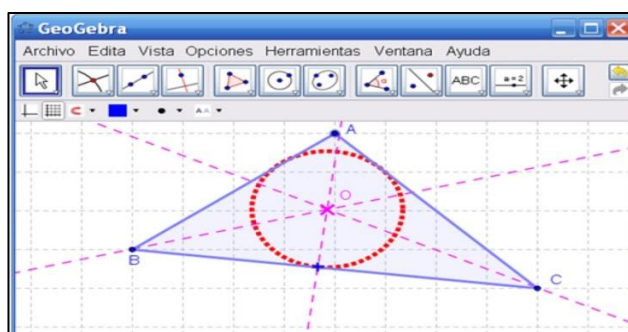 GeoGebra
Archivo Edita Vista Opciones Herramientas Ventana Ayuda
ABC a=2
A
O
B
C